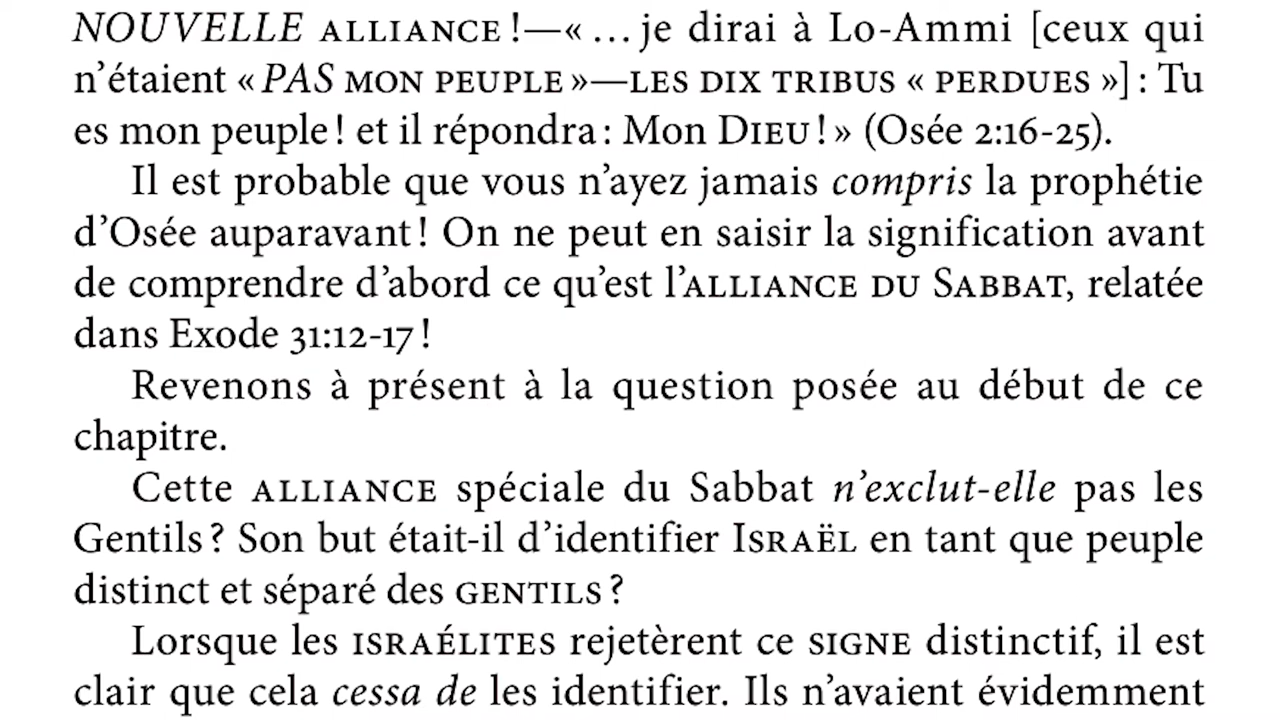 NOUVELLE ALLIANCE !—« … je dirai à Lo-Ammi [ceux qui
n’étaient « PAS MON PEUPLE »—LES DIX TRIBUS « PERDUES »] : Tu
es mon peuple ! et il répondra : Mon DIEU ! » (Osée 2:16-25).
Il est probable que vous n’ayez jamais compris la prophétie
d’Osée auparavant ! On ne peut en saisir la signification avant
de comprendre d’abord ce qu’est l’ALLIANCE DU SABBAT, relatée
dans Exode 31:12-17 !
Revenons à présent à la question posée au début de ce
chapitre.
Cette ALLIANCE spéciale du Sabbat n’exclut-elle pas les
Gentils ? Son but était-il d’identifier ISRAËL en tant que peuple
distinct et séparé des GENTILS ?
Lorsque les ISRAÉLITES rejetèrent ce SIGNE distinctif, il est
clair que cela cessa de les identifier. Ils n’avaient évidemment